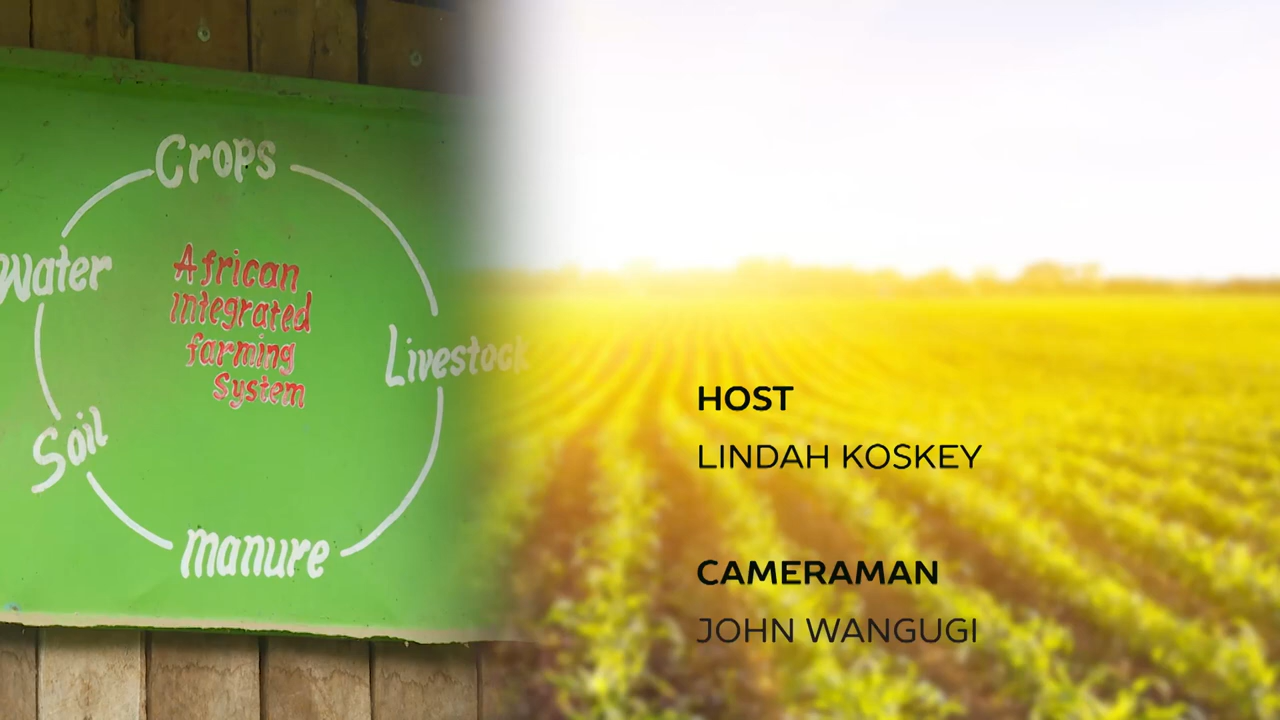 Crops
Water
African
Integrated
farming
System
Livestock
Soil
manure
HOST
LINDAH KOSKEY
CAMERAMAN
JOHN WANGUGI